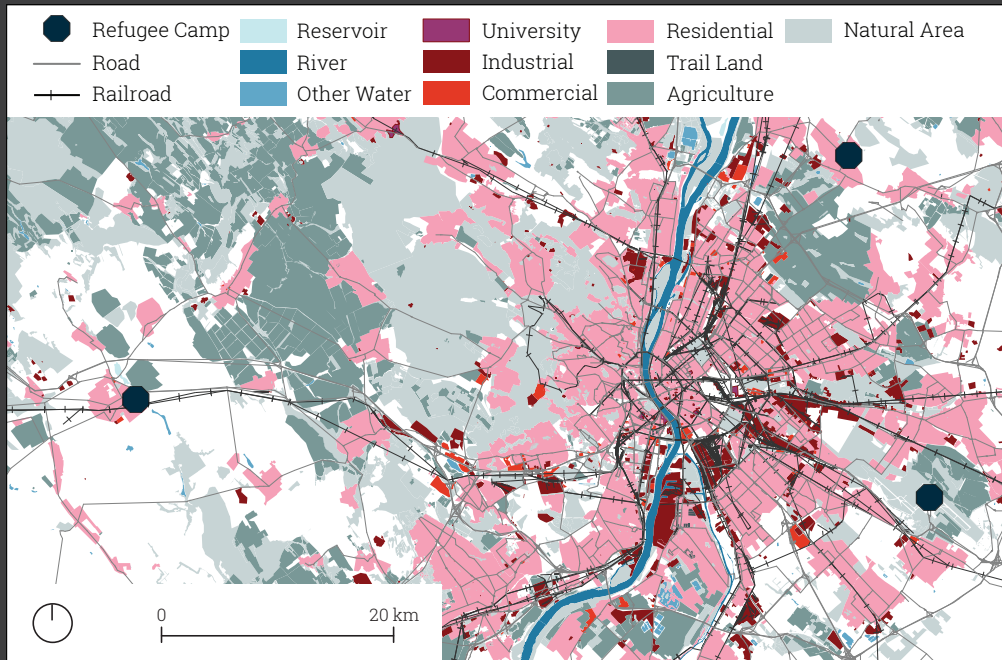 Refugee Camp
Reservoir
University
Residential
Natural Area
Road
River
Industrial
Trail Land
Railroad
Other Water
Commercial
Agriculture
0
20 km